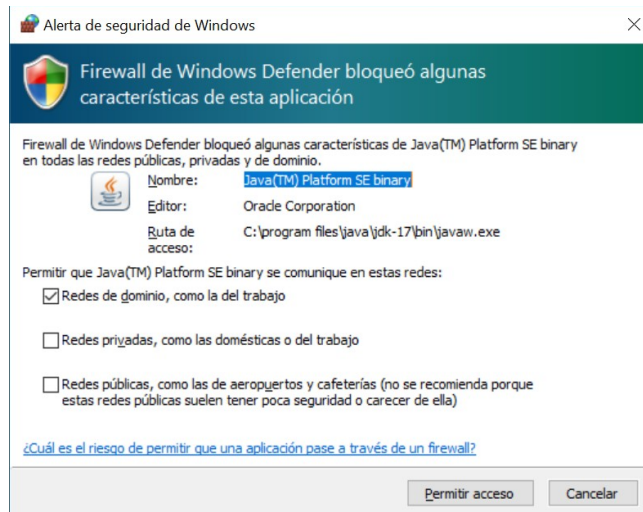 Alerta de seguridad de Windows
Firewall de Windows Defender bloqueó algunas
características de esta aplicación
Firewall de Windows Defender bloqueó algunas características de Java(TM) Platform SE binary
en todas las redes públicas, privadas y de dominio.
Nombre: Java(TM) Platform SE binary
Editor: Oracle Corporation
Ruta de C:\program files\java\jdk-17\bin\javaw.exe
acceso:
Permitir que Java(TM) Platform SE binary se comunique en estas redes:
Redes de dominio, como la del trabajo
Redes privadas, como las domésticas o del trabajo
Redes públicas, como las de aeropuertos y cafeterías (no se recomienda porque
estas redes públicas suelen tener poca seguridad o carecer de ella)
¿Cuál es el riesgo de permitir que una aplicación pase a través de un firewall?
Permitir acceso Cancelar